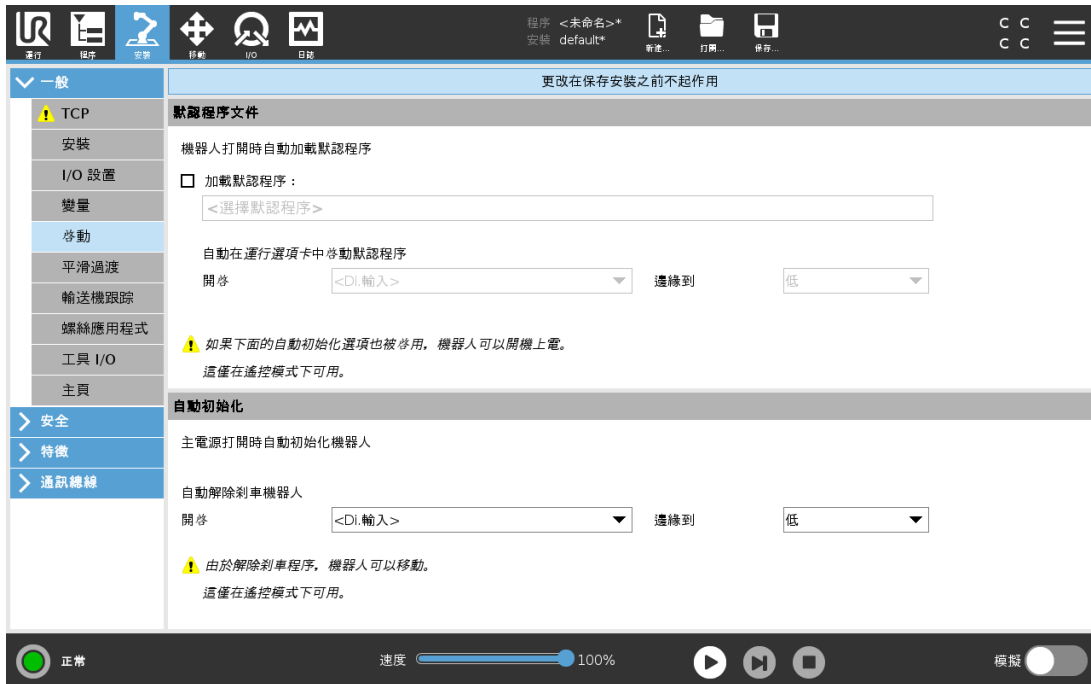 UR
運行
程序
安裝
移動
I/O
日誌
程序 <未命名>*
安裝 default*
新建...
打開...
保存...
C C
C C
一般
TCP
安裝
I/O 設置
變量
啓動
平滑過渡
輸送機跟踪
螺絲應用程式
工具 I/O
主頁
安全
特徵
通訊總線
更改在保存安裝之前不起作用
默認程序文件
機器人打開時自動加載默認程序
加載默認程序：
<選擇默認程序>
自動在運行選項卡中啓動默認程序
開啓 <Di.輸入> 邊緣到 低
如果下面的自動初始化選項也被啓用，機器人可以開機上電。
這僅在遙控模式下可用。
自動初始化
主電源打開時自動初始化機器人
自動解除剎車機器人
開啓 <Di.輸入> 邊緣到 低
由於解除剎車程序，機器人可以移動。
這僅在遙控模式下可用。
正常
速度 100%
模擬